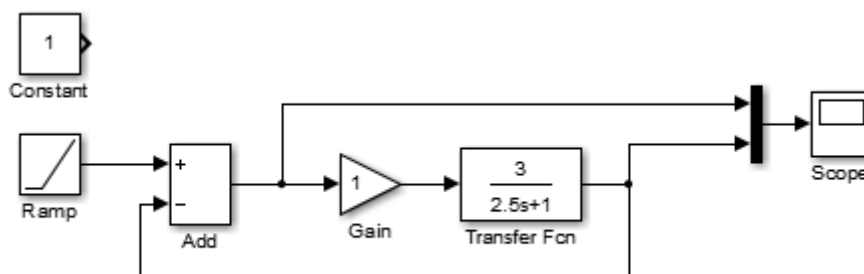 1
Constant
Ramp
+
−
Add
1
Gain
3
2.5s+1
Transfer Fcn
Scope